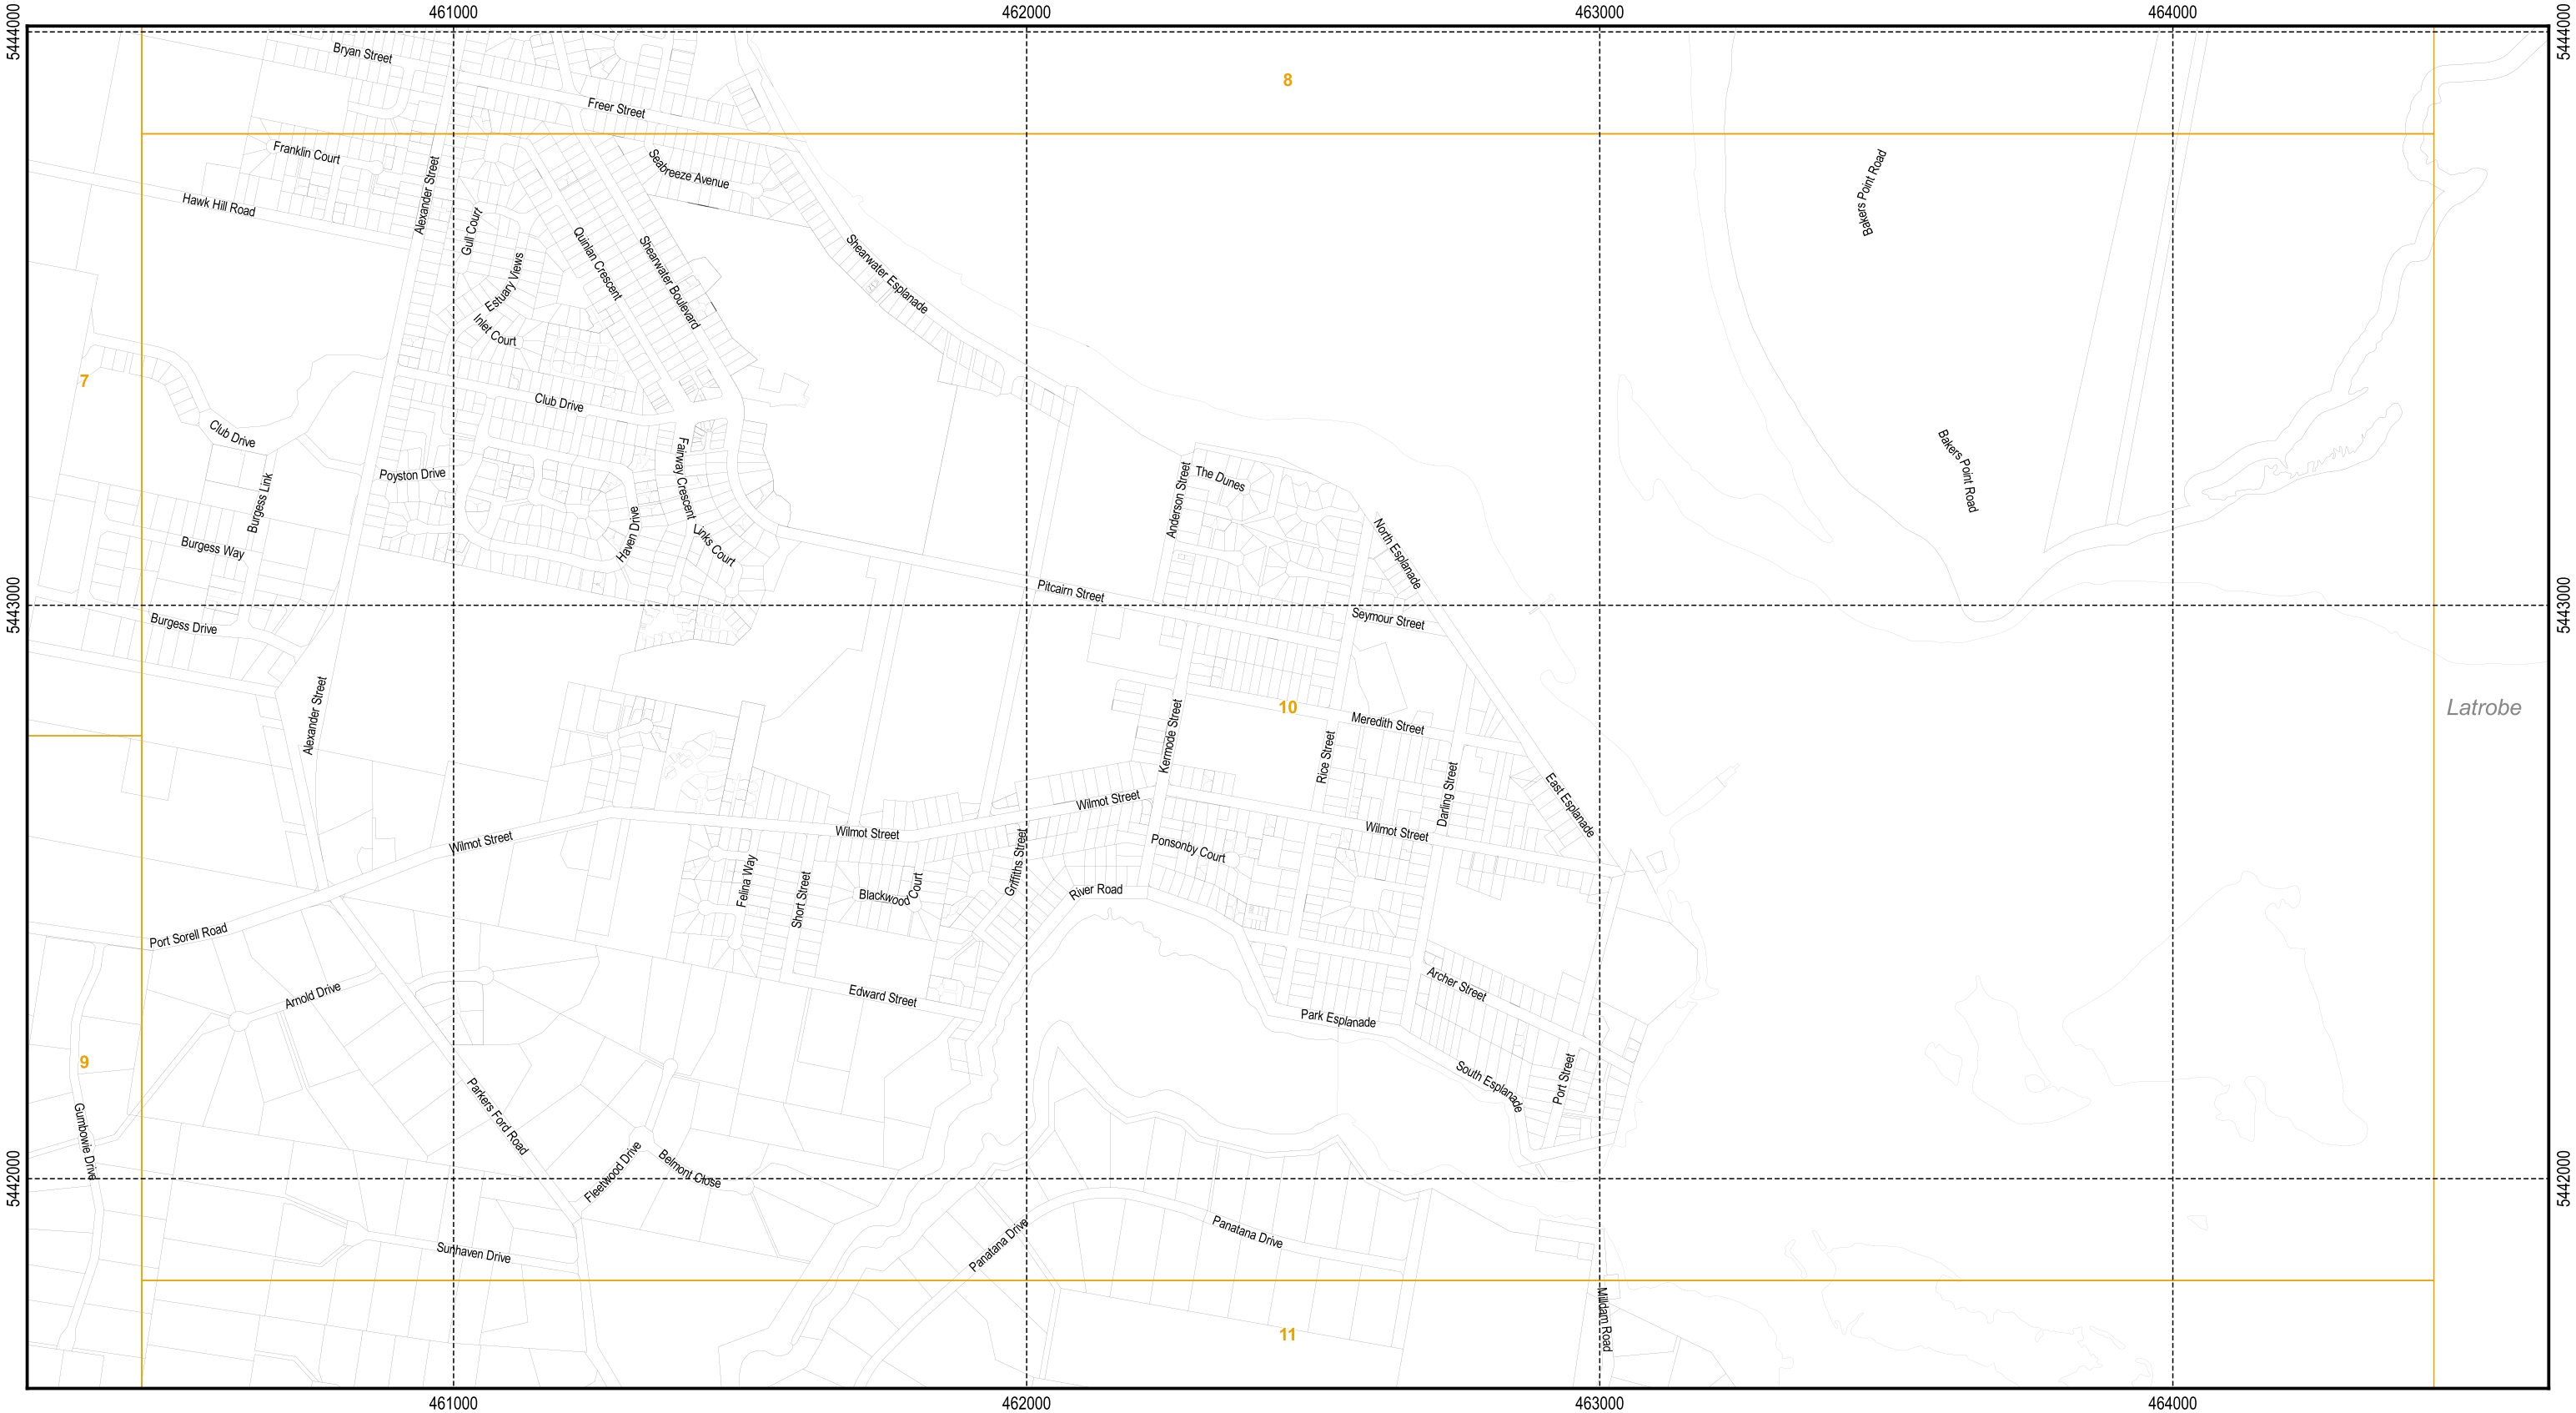 461000
462000
463000
464000
5444000
5444000
Bryan Street
8
Freer Street
Franklin Court
Seabreeze Avenue
Bakers Point Road
Alexander Street
Hawk Hill Road
Gull Court
Quinlan Crescent
Shearwater Boulevard
Shearwater Esplanade
Estuary Views
Inlet Court
7
Club Drive
Club Drive
Bakers Point Road
Poyston Drive
Fairway Crescent
The Dunes
Anderson Street
Burgess Link
Haven Drive
Links Court
North Esplanade
Burgess Way
5443000
Pitcairn Street
5443000
Burgess Drive
Seymour Street
Alexander Street
10
Latrobe
Kermode Street
Meredith Street
Rice Street
Darling Street
East Esplanade
Wilmot Street
Wilmot Street
Wilmot Street
Wilmot Street
Ponsonby Court
Griffiths Street
Felina Way
Short Street
Blackwood Court
River Road
Port Sorell Road
Arnold Drive
Edward Street
Archer Street
Park Esplanade
9
South Esplanade
Port Street
Gumbowie Drive
Parkers Ford Road
Fleetwood Drive
Belmont Close
5442000
5442000
Sunhaven Drive
Panatana Drive
Panatana Drive
Milldam Road
11
461000
462000
463000
464000